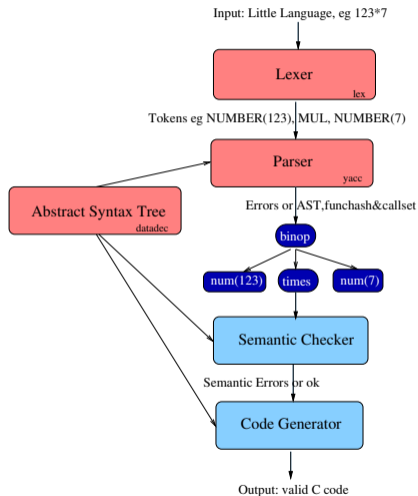 Input: Little Language, eg 123*7
Lexer
lex
Tokens eg NUMBER(123), MUL, NUMBER(7)
Parser
yacc
Abstract Syntax Tree
datadec
Errors or AST,funchash&callset
binop
num(123)
times
num(7)
Semantic Checker
Semantic Errors or ok
Code Generator
Output: valid C code